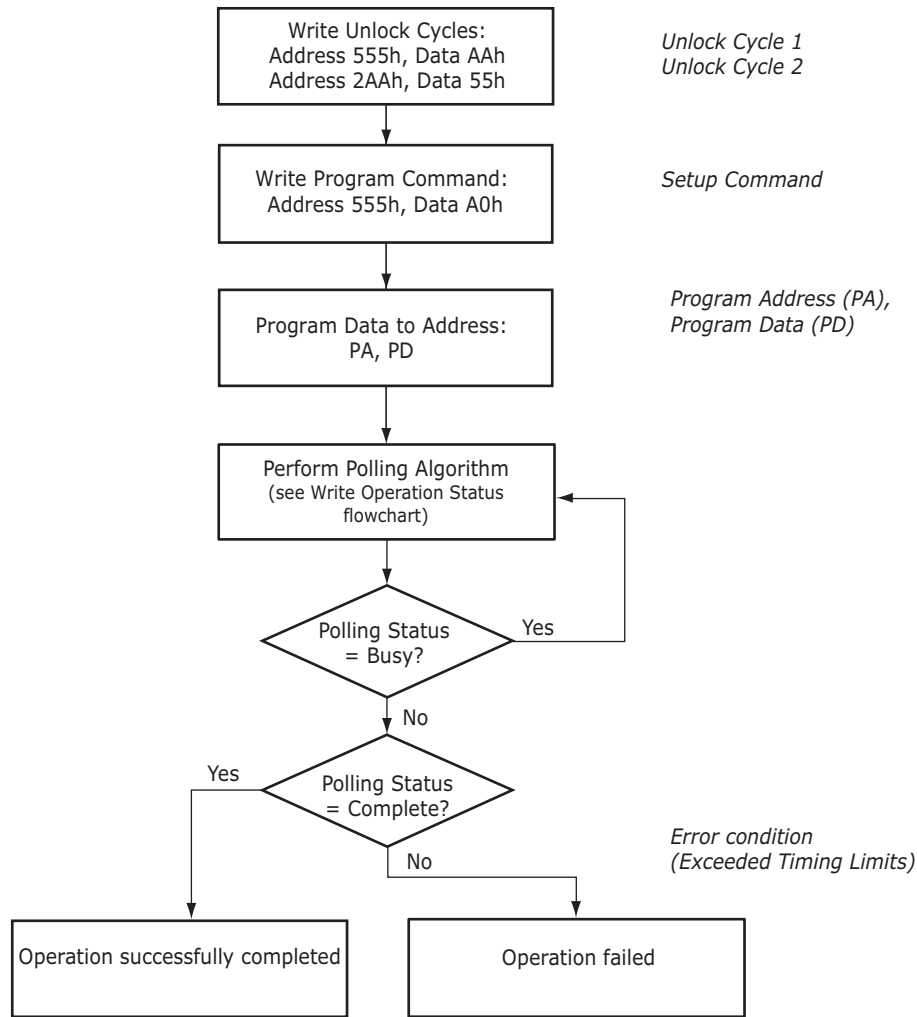 Write Unlock Cycles:
Address 555h, Data AAh
Address 2AAh, Data 55h
Unlock Cycle 1
Unlock Cycle 2
Write Program Command:
Address 555h, Data A0h
Setup Command
Program Data to Address:
PA, PD
Program Address (PA),
Program Data (PD)
Perform Polling Algorithm
(see Write Operation Status
flowchart)
Polling Status
= Busy?
Yes
No
Polling Status
= Complete?
Yes
No
Error condition
(Exceeded Timing Limits)
Operation successfully completed
Operation failed